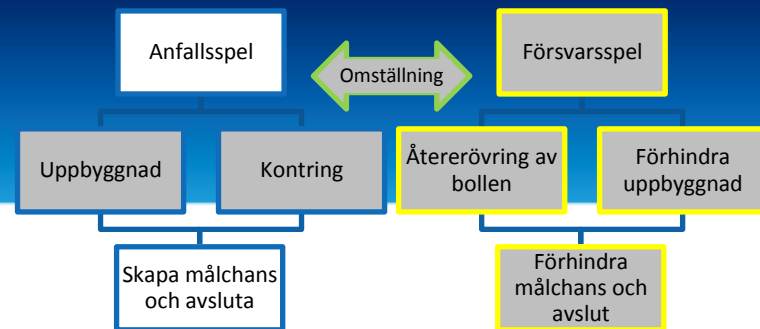 Anfallsspel
Omställning
Försvarsspel
Uppbyggnad
Kontring
Återerövring av
bollen
Förhindra
uppbyggnad
Skapa målchans
och avsluta
Förhindra
målchans och
avslut